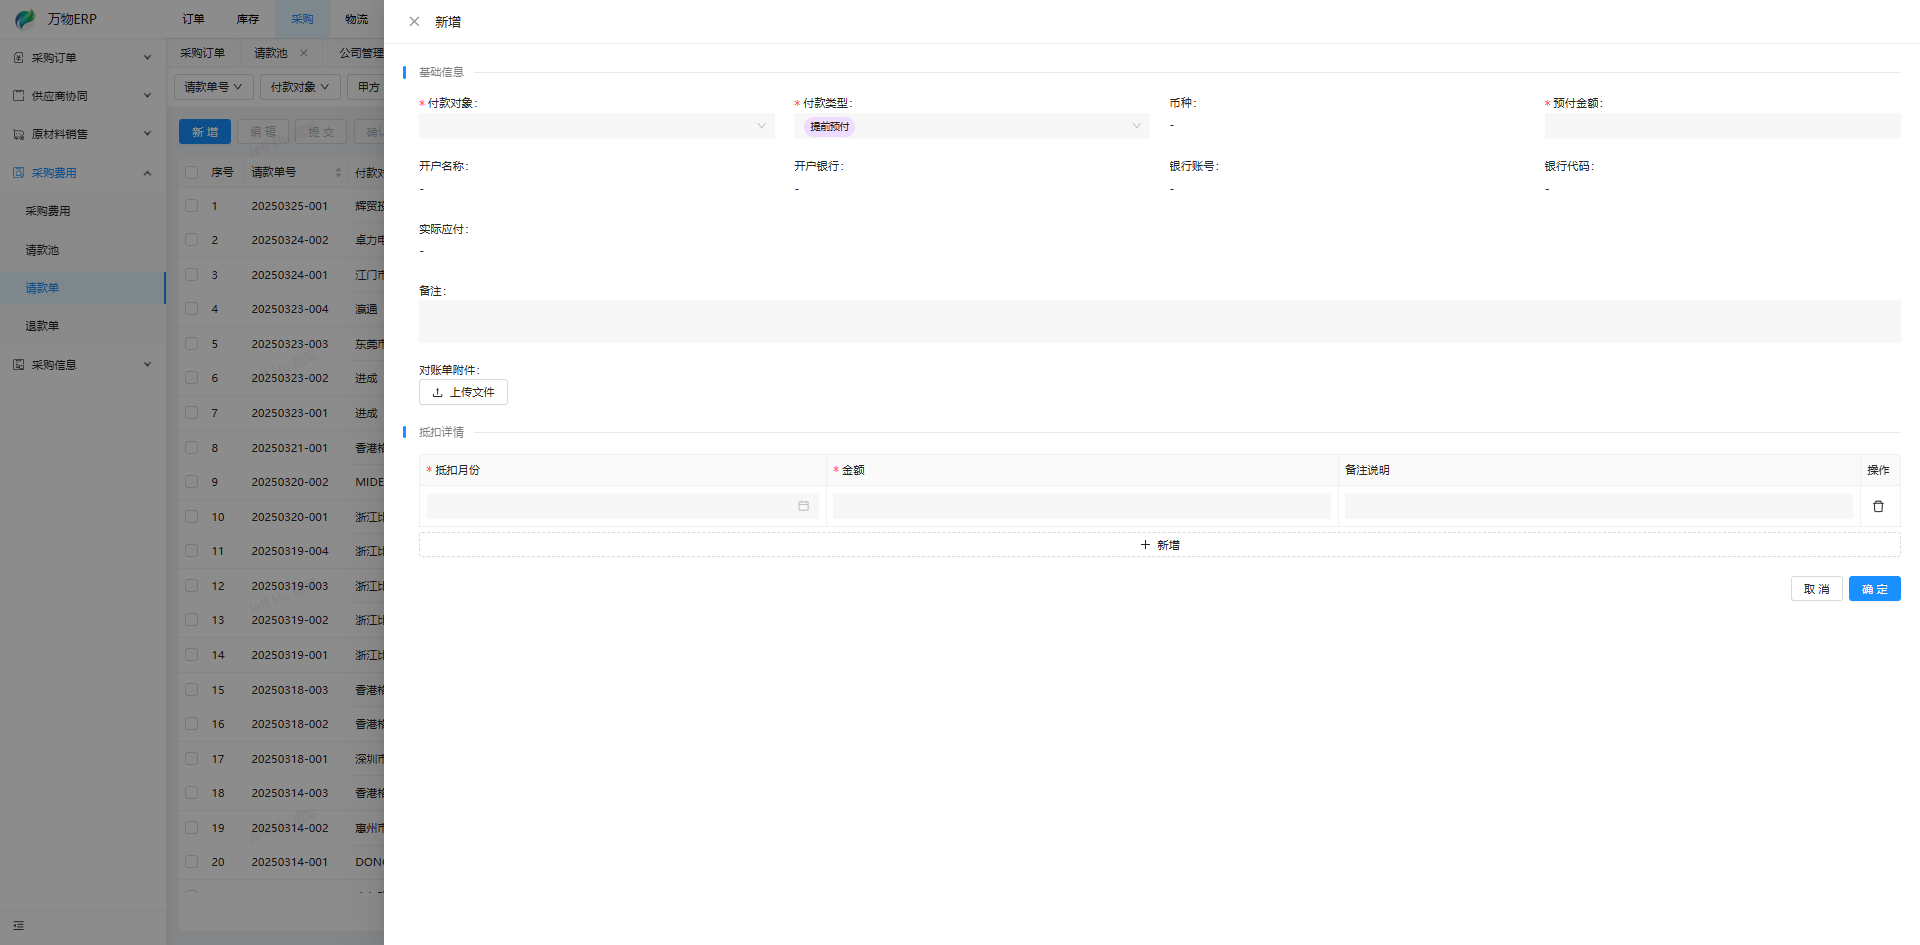 万物ERP
订单 库存 采购 物流
新增
采购订单
供应商协同
原材料销售
采购费用
采购费用
请款池
请款单
退款单
采购信息
采购订单 请款池 公司管理
请款单号 付款对象 甲方
新增 编辑 提交
序号 请款单号
1 20250325-001
2 20250324-002 卓力
3 20250324-001 江门市
4 20250323-004 瀛通
5 20250323-003 东莞市
6 20250323-002 进成
7 20250323-001 进成
8 20250321-001 香港
9 20250320-002 MIDE
10 20250320-001 浙江
11 20250319-004 浙江
12 20250319-003 浙江
13 20250319-002 浙江
14 20250319-001 浙江
15 20250318-003 香港
16 20250318-002 香港
17 20250318-001 深圳市
18 20250314-003 香港
19 20250314-002 惠州市
20 20250314-001 DON
基础信息
* 付款对象: * 付款类型: 币种: * 预付金额:
提前预付 -
开户名称: 开户银行: 银行账号: 银行代码:
- - - -
实际应付:
-
备注:
对账单附件:
上传文件
抵扣详情
* 抵扣月份 * 金额 备注说明 操作
+ 新增
取消 确定